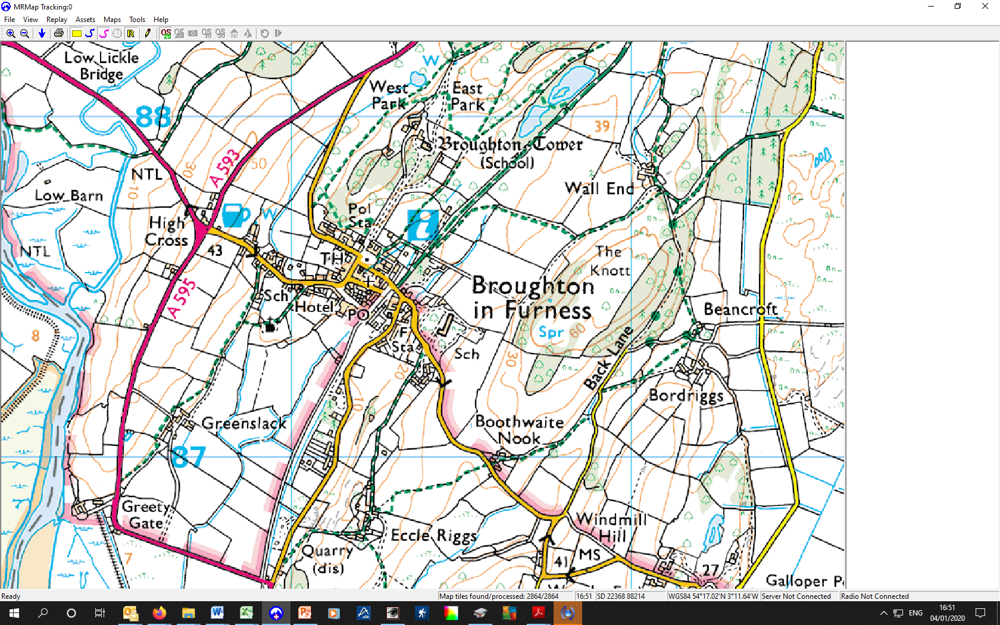 MRMap Tracking:0
File View Replay Assets Maps Tools Help
Low Lickle
Bridge
W
West
Park
East
Park
88
39
Broughton Tower
(School)
A 593
50
30
10
NTL
Low Barn
Wall End
Pol
Sta
i
W
High
Cross
43
NTL
TH
The
Knott
Broughton
in Furness
A 595
Sch
Hotel
PO
Beancroft
Spr
60
8
F
Sta
Sch
20
30
Back Lane
10
Bordriggs
Greenslack
Boothwaite
Nook
87
Greety
Gate
Windmill
Hill
Eccle Riggs
Quarry
(dis)
7
41
MS
27
Galloper P
Ready
Map tiles found/processed: 2864/2864
16:51
SD 22368 88214
WGS84 54°17.02'N 3°11.64'W
Server Not Connected
Radio Not Connected
ENG
16:51
04/01/2020